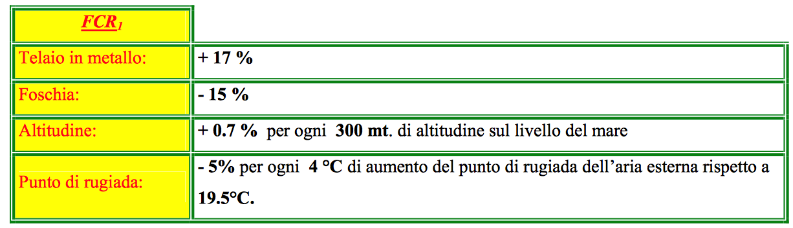 FCR1
Telaio in metallo: + 17 %
Foschia: - 15 %
Altitudine: + 0.7 % per ogni 300 mt. di altitudine sul livello del mare
Punto di rugiada: - 5% per ogni 4 °C di aumento del punto di rugiada dell'aria esterna rispetto a
19.5°C.